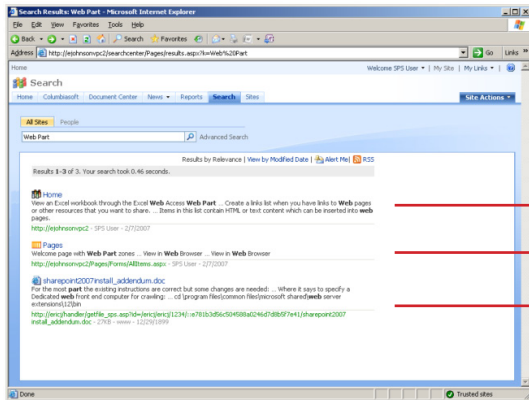 Search Results: Web Part - Microsoft Internet Explorer
File Edit View Favorites Tools Help
Back Search Favorites
Address http://ejohnsonvpc2/searchcenter/Pages/results.aspx?k=Web%20Part Go Links
Home Welcome SPS User | My Site | My Links
Search
Home Columbiasoft Document Center News Reports Search Sites Site Actions
All Sites People
Web Part Advanced Search
Results by Relevance | View by Modified Date | Alert Me | RSS
Results 1-3 of 3. Your search took 0.46 seconds.
Home
View an Excel workbook through the Excel Web Access Web Part ... Create a links list when you have links to Web pages
or other resources that you want to share. ... Items in this list contain HTML or text content which can be inserted into web
pages.
http://ejohnsonvpc2 - SPS User - 2/7/2007
Pages
Welcome page with Web Part zones ... View in Web Browser ... View in Web Browser
http://ejohnsonvpc2/Pages/Forms/AllItems.aspx - SPS User - 2/7/2007
sharepoint2007install_addendum.doc
For the most part the existing instructions are correct but some changes are needed: ... Where it says to specify a
Dedicated web front end computer for crawling: ... cd \program files\common files\microsoft shared\web server
extensions\12\bin
http://ericj/handler/getfile_sps.asp?id=/ericj/ericj/1234/::e781b3d56c504588a0246d7d8b5f7e41/sharepoint2007
install_addendum.doc - 27KB - www - 12/29/1899
Done Trusted sites